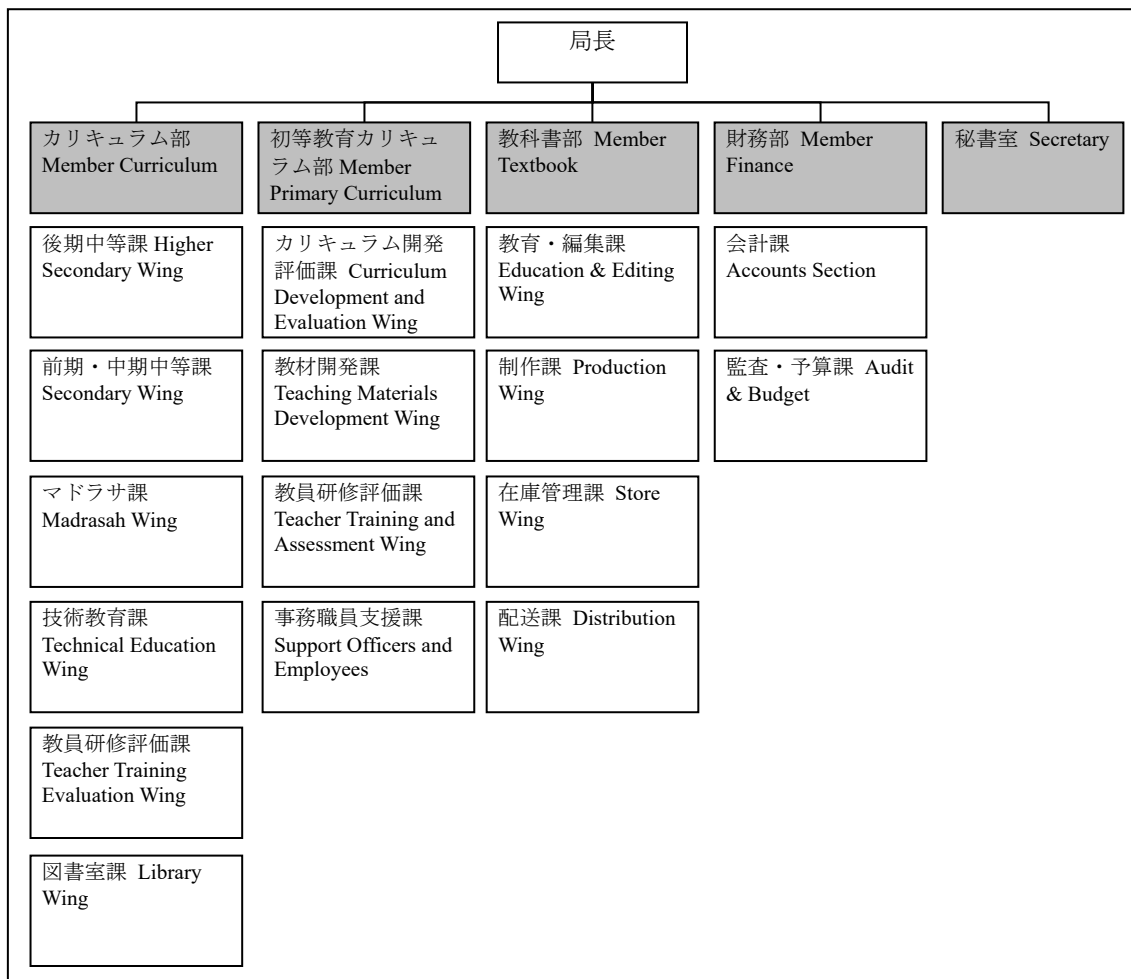 局長
カリキュラム部
Member Curriculum
初等教育カリキュ
ラム部 Member
Primary Curriculum
教科書部 Member
Textbook
財務部 Member
Finance
秘書室 Secretary
後期中等課 Higher
Secondary Wing
カリキュラム開発
評価課 Curriculum
Development and
Evaluation Wing
教育・編集課
Education & Editing
Wing
会計課
Accounts Section
前期・中期中等課
Secondary Wing
教材開発課
Teaching Materials
Development Wing
制作課 Production
Wing
監査・予算課 Audit
& Budget
マドラサ課
Madrasah Wing
教員研修評価課
Teacher Training and
Assessment Wing
在庫管理課 Store
Wing
技術教育課
Technical Education
Wing
事務職員支援課
Support Officers and
Employees
配送課 Distribution
Wing
教員研修評価課
Teacher Training
Evaluation Wing
図書室課 Library
Wing